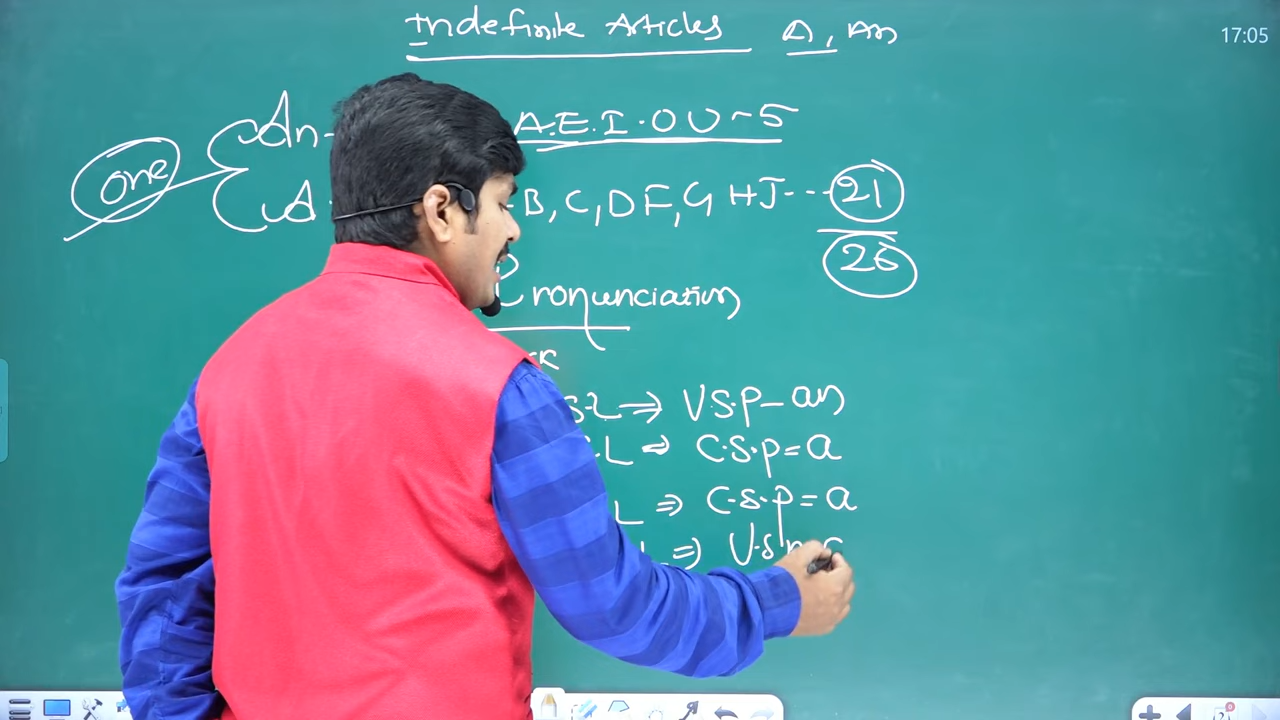 Indefinite Articles A, An
17:05
An- A.E.I.O U-5
one
A B, C, D F, G H J--- 21
26
Pronunciation
⇒ V.S.P- an
L ⇒ C.S.P=a
L ⇒ C.S.P=a
⇒ V.S